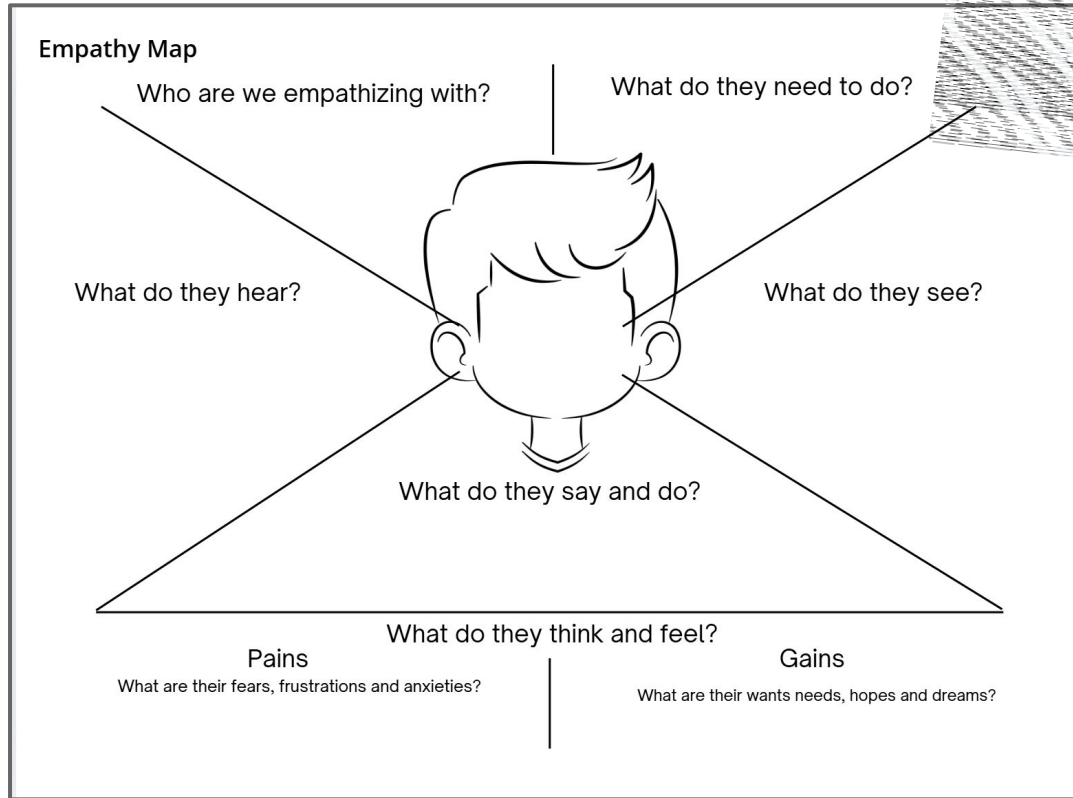 Empathy Map
Who are we empathizing with?
What do they need to do?
What do they hear?
What do they see?
What do they say and do?
What do they think and feel?
Pains
Gains
What are their fears, frustrations and anxieties?
What are their wants needs, hopes and dreams?